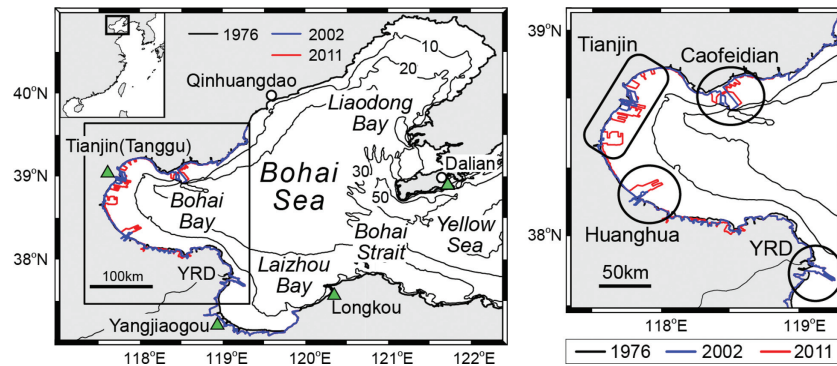 1976
2002
2011
Qinhuangdao
10
20
Liaodong
Bay
Tianjin(Tanggu)
Bohai
Sea
Dalian
30
50
Bohai
Bay
Yellow
Sea
Bohai
Strait
100km
YRD
Laizhou
Bay
Longkou
Yangjiaogou
40°N
39°N
38°N
118°E
119°E
120°E
121°E
122°E
39°N
38°N
Tianjin
Caofeidian
Huanghua
YRD
50km
118°E
119°E
1976
2002
2011